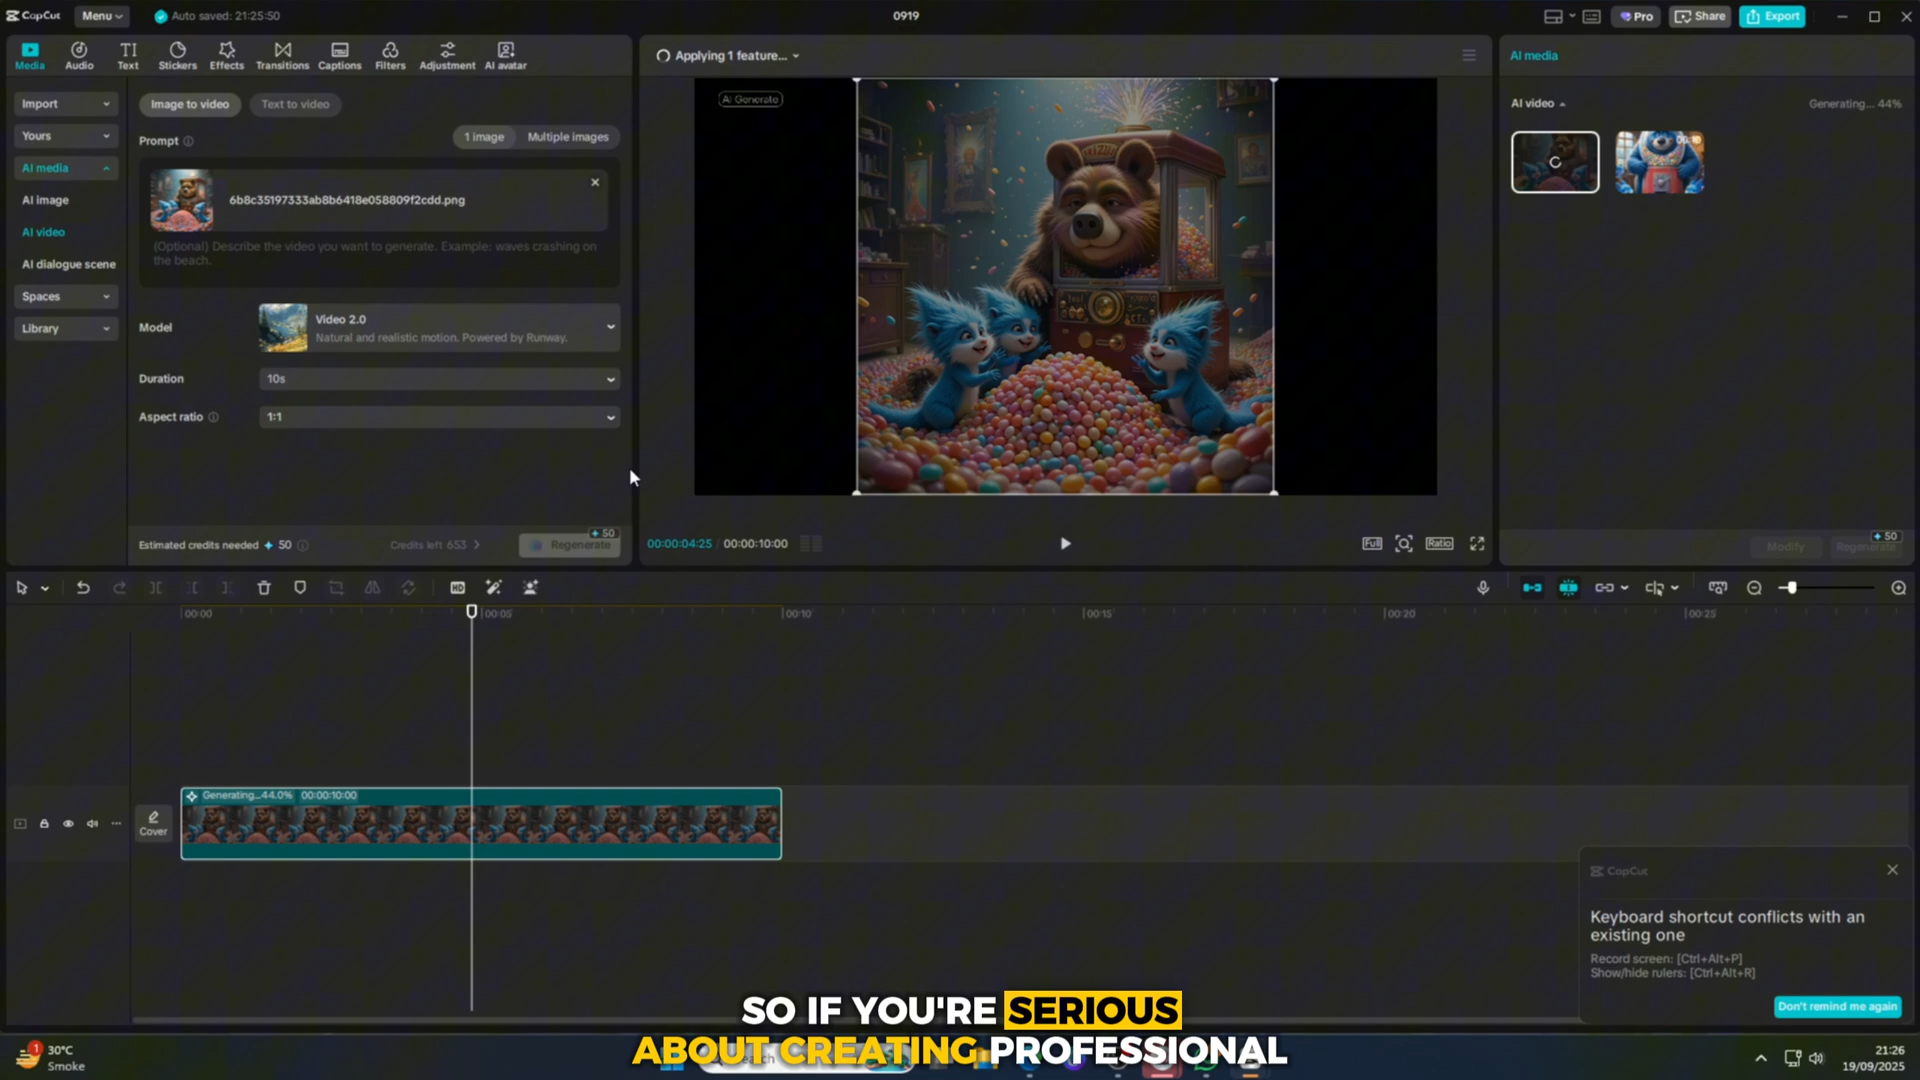 CapCut
Menu
Auto saved: 21:25:50
0919
Pro
Share
Export
Media
Audio
Text
Stickers
Effects
Transitions
Captions
Filters
Adjustment
AI avatar
Import
Yours
AI media
AI image
AI video
AI dialogue scene
Spaces
Library
Image to video
Text to video
Prompt
1 image
Multiple images
6b8c35197333ab8b6418e058809f2cdd.png
(Optional) Describe the video you want to generate. Example: waves crashing on
the beach.
Model
Video 2.0
Natural and realistic motion. Powered by Runway.
Duration
10s
Aspect ratio
1:1
Estimated credits needed
50
Credits left 653
50
Regenerate
Applying 1 feature...
AI Generate
00:00:04:25
00:00:10:00
Full
Ratio
AI media
AI video
Generating... 44%
00:10
Modify
50
Regenerate
HD
00:00
00:05
00:10
00:15
00:20
00:25
Cover
Generating...44.0%
00:00:10:00
CapCut
Keyboard shortcut conflicts with an
existing one
Record screen: [Ctrl+Alt+P]
Show/hide rulers: [Ctrl+Alt+R]
Don't remind me again
SO IF YOU'RE SERIOUS
ABOUT CREATING PROFESSIONAL
1
30°C
Smoke
21:26
19/09/2025